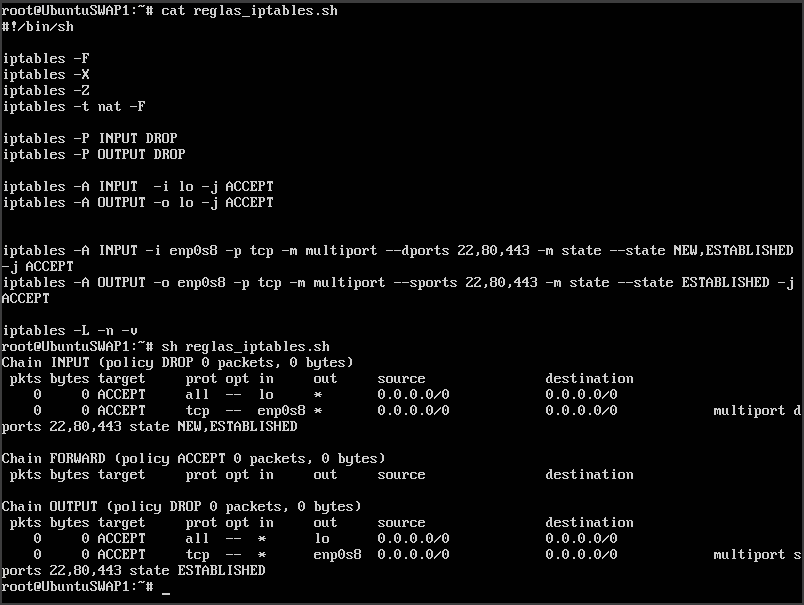 root@UbuntuSWAP1:~# cat reglas_iptables.sh
#!/bin/sh
iptables -F
iptables -X
iptables -Z
iptables -t nat -F
iptables -P INPUT DROP
iptables -P OUTPUT DROP
iptables -A INPUT  -i lo -j ACCEPT
iptables -A OUTPUT -o lo -j ACCEPT
iptables -A INPUT -i enp0s8 -p tcp -m multiport --dports 22,80,443 -m state --state NEW,ESTABLISHED
-j ACCEPT
iptables -A OUTPUT -o enp0s8 -p tcp -m multiport --sports 22,80,443 -m state --state ESTABLISHED -j
ACCEPT
iptables -L -n -v
root@UbuntuSWAP1:~# sh reglas_iptables.sh
Chain INPUT (policy DROP 0 packets, 0 bytes)
 pkts bytes target     prot opt in     out     source               destination
    0     0 ACCEPT     all  --  lo     *       0.0.0.0/0            0.0.0.0/0
    0     0 ACCEPT     tcp  --  enp0s8 *       0.0.0.0/0            0.0.0.0/0            multiport d
ports 22,80,443 state NEW,ESTABLISHED
Chain FORWARD (policy ACCEPT 0 packets, 0 bytes)
 pkts bytes target     prot opt in     out     source               destination
Chain OUTPUT (policy DROP 0 packets, 0 bytes)
 pkts bytes target     prot opt in     out     source               destination
    0     0 ACCEPT     all  --  *      lo      0.0.0.0/0            0.0.0.0/0
    0     0 ACCEPT     tcp  --  *      enp0s8  0.0.0.0/0            0.0.0.0/0            multiport s
ports 22,80,443 state ESTABLISHED
root@UbuntuSWAP1:~# _